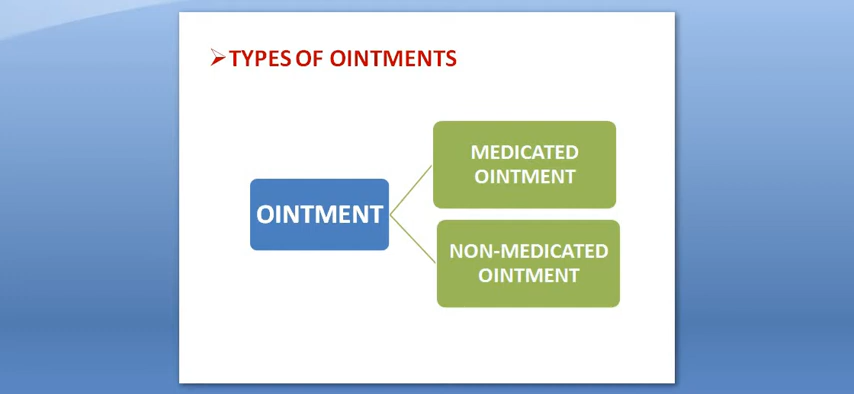 TYPES OF OINTMENTS
OINTMENT
MEDICATED
OINTMENT
NON-MEDICATED
OINTMENT